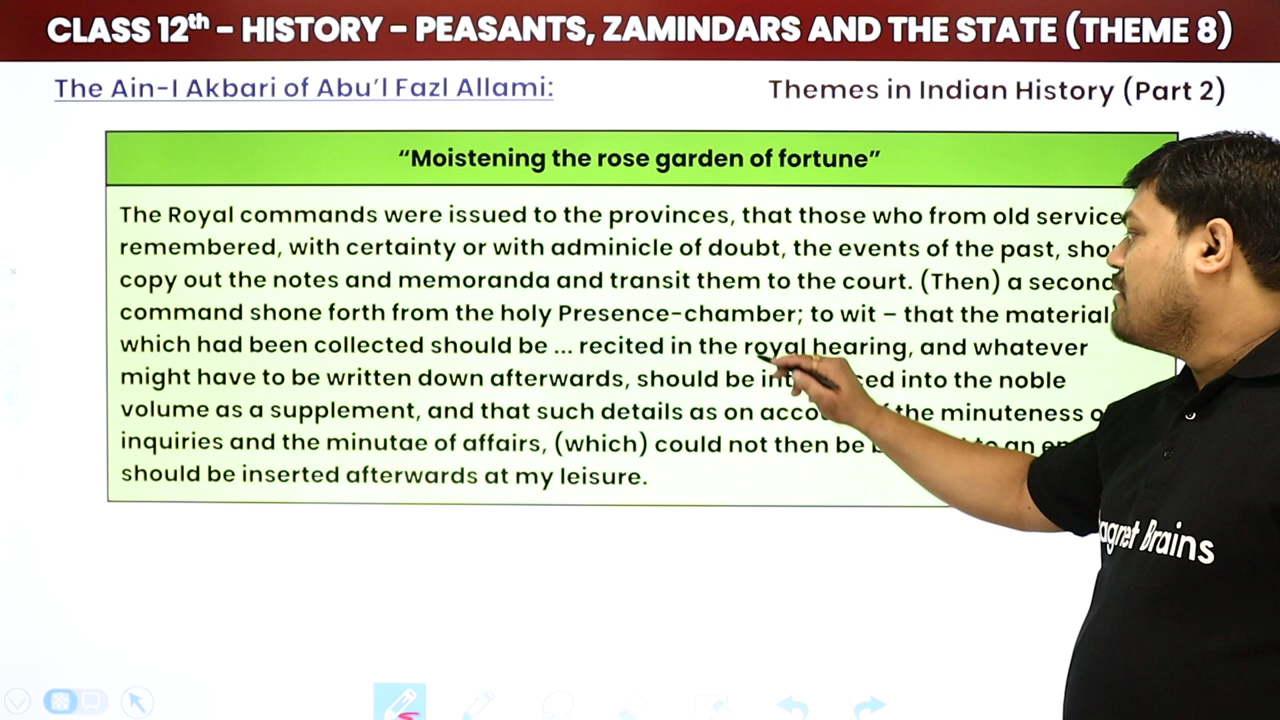 CLASS 12th – HISTORY – PEASANTS, ZAMINDARS AND THE STATE (THEME 8)
The Ain-I Akbari of Abu’l Fazl Allami:
Themes in Indian History (Part 2)
“Moistening the rose garden of fortune”
The Royal commands were issued to the provinces, that those who from old service
remembered, with certainty or with adminicle of doubt, the events of the past,
copy out the notes and memoranda and transit them to the court. (Then) a second
command shone forth from the holy Presence-chamber; to wit – that the material
which had been collected should be ... recited in the royal hearing, and whatever
might have to be written down afterwards, should be into the noble
volume as a supplement, and that such details as on the minuteness
inquiries and the minutae of affairs, (which) could not then be an
should be inserted afterwards at my leisure.
agnet Brains